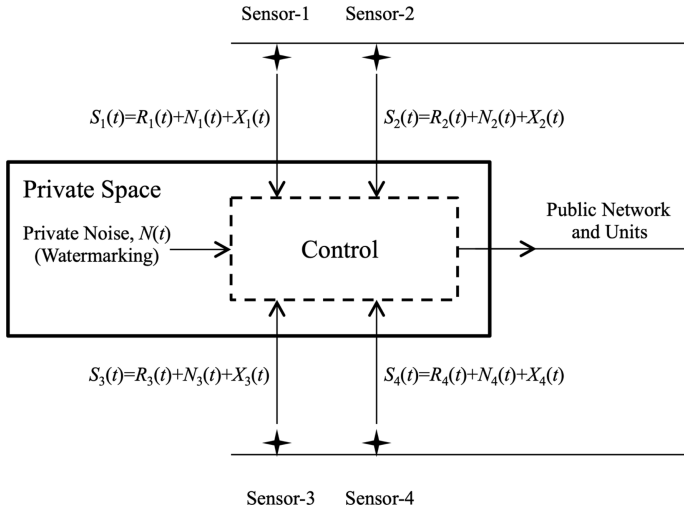 Sensor-1 Sensor-2
S₁(t)=R₁(t)+N₁(t)+X₁(t) S₂(t)=R₂(t)+N₂(t)+X₂(t)
Private Space
Private Noise, N(t)
(Watermarking)
Control
Public Network
and Units
S₃(t)=R₃(t)+N₃(t)+X₃(t) S₄(t)=R₄(t)+N₄(t)+X₄(t)
Sensor-3 Sensor-4